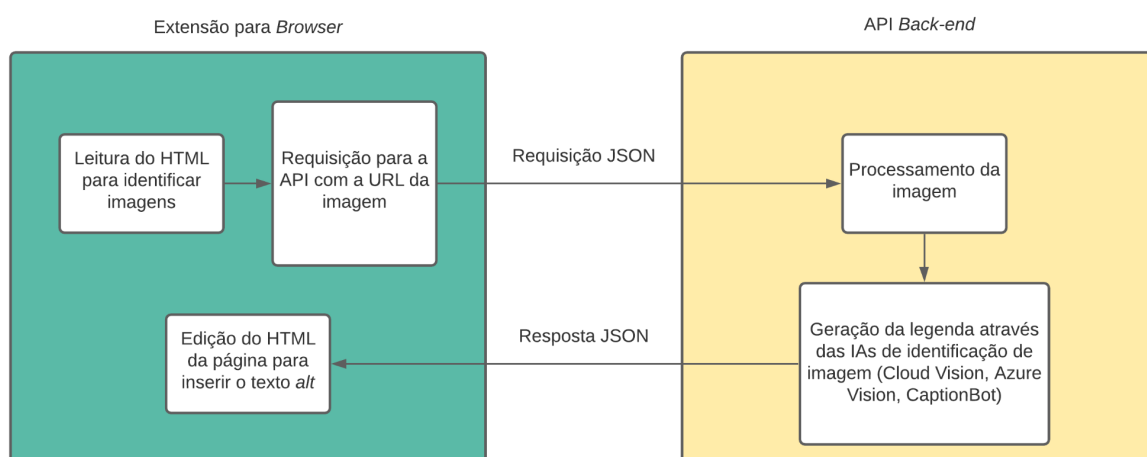 Extensão para Browser
API Back-end
Leitura do HTML
para identificar
imagens
Requisição para a
API com a URL da
imagem
Requisição JSON
Processamento da
imagem
Geração da legenda através
das IAs de identificação de
imagem (Cloud Vision, Azure
Vision, CaptionBot)
Resposta JSON
Edição do HTML
da página para
inserir o texto alt